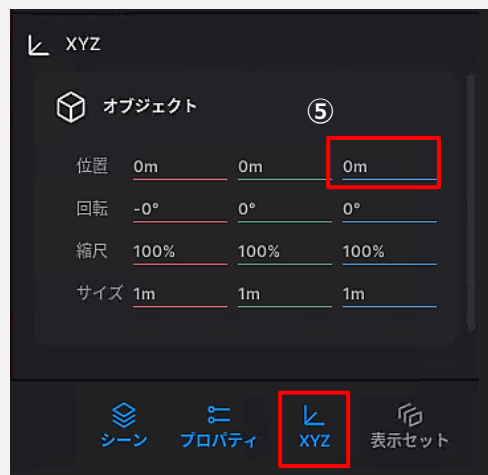 XYZ
オブジェクト ⑤
位置 0m 0m 0m
回転 -0° 0° 0°
縮尺 100% 100% 100%
サイズ 1m 1m 1m
シーン プロパティ XYZ 表示セット